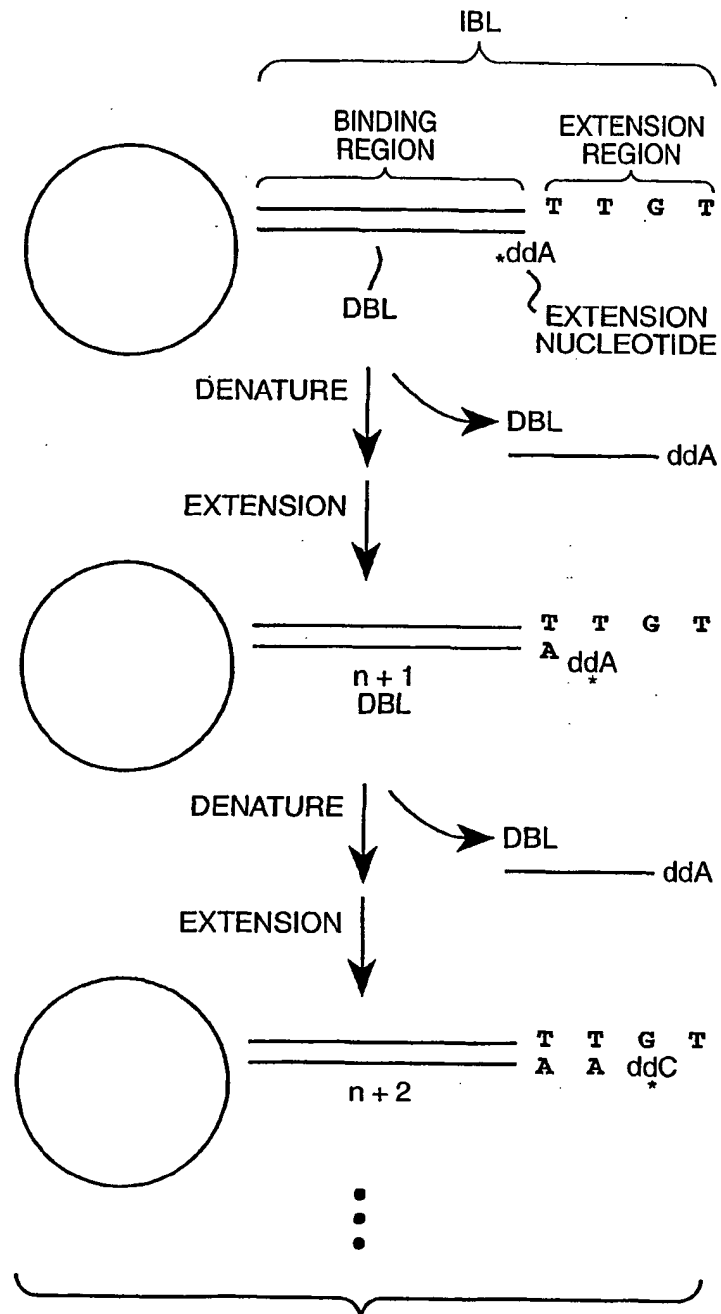 IBL
BINDING REGION
EXTENSION REGION
T T G T
*ddA
DBL
EXTENSION NUCLEOTIDE
DENATURE
DBL
ddA
EXTENSION
T T G T
A ddA
*
n + 1
DBL
DENATURE
DBL
ddA
EXTENSION
T T G T
A A ddC
*
n + 2